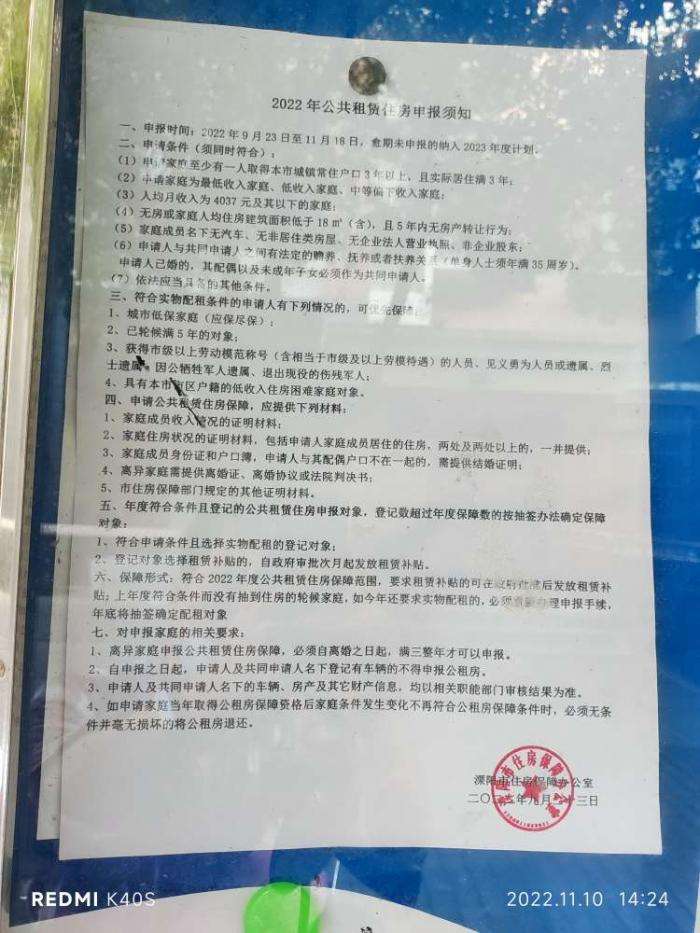 2022年公共租赁住房申报须知
一、申报时间：2022年9月23日至11月18日，愈期未申报的纳入2023年度计划.
二、申请条件（须同时符合）：
（1）申请家庭至少有一人取得本市城镇常住户口3年以上，且实际居住满3年；
（2）申请家庭为最低收入家庭、低收入家庭、中等偏下收入家庭；
（3）人均月收入为4037元及其以下的家庭；
（4）无房或家庭人均住房建筑面积低于18㎡（含），且5年内无房产转让行为；
（5）家庭成员名下无汽车、无非居住类房屋、无企业法人营业执照、非企业股东；
（6）申请人与共同申请人之间有法定的赡养、抚养或者扶养关系（单身人士须年满35周岁）。
申请人已婚的，其配偶以及未成年子女必须作为共同申请人。
（7）依法应当具备的其他条件。
三、符合实物配租条件的申请人有下列情况的，可优先保障：
1、城市低保家庭（应保尽保）；
2、已轮候满5年的对象；
3、获得市级以上劳动模范称号（含相当于市级及以上劳模待遇）的人员、见义勇为人员或遗属、烈
士遗属、因公牺牲军人遗属、退出现役的伤残军人；
4、具有本市市区户籍的低收入住房困难家庭对象。
四、申请公共租赁住房保障，应提供下列材料：
1、家庭成员收入情况的证明材料；
2、家庭住房状况的证明材料，包括申请人家庭成员居住的住房，两处及两处以上的，一并提供；
3、家庭成员身份证和户口簿，申请人与其配偶户口不在一起的，需提供结婚证明；
4、离异家庭需提供离婚证、离婚协议或法院判决书；
5、市住房保障部门规定的其他证明材料。
五、年度符合条件且登记的公共租赁住房申报对象，登记数超过年度保障数的按抽签办法确定保障
对象：
1、符合申请条件且选择实物配租的登记对象；
2、登记对象选择租赁补贴的，自政府审批次月起发放租赁补贴。
六、保障形式：符合2022年度公共租赁住房保障范围，要求租赁补贴的可在政府批准后发放租赁补
贴；上年度符合条件而没有抽到住房的轮候家庭，如今年还要求实物配租的，必须重新办理申报手续，
年底将抽签确定配租对象
七、对申报家庭的相关要求：
1、离异家庭申报公共租赁住房保障，必须自离婚之日起，满三整年才可以申报。
2、自申报之日起，申请人及共同申请人名下登记有车辆的不得申报公租房。
3、申请人及共同申请人名下的车辆、房产及其它财产信息，均以相关职能部门审核结果为准。
4、如申请家庭当年取得公租房保障资格后家庭条件发生变化不再符合公租房保障条件时，必须无条
件并毫无损坏的将公租房退还。
溧阳市住房保障办公室
二〇二二年九月二十三日
REDMI K40S
2022.11.10 14:24